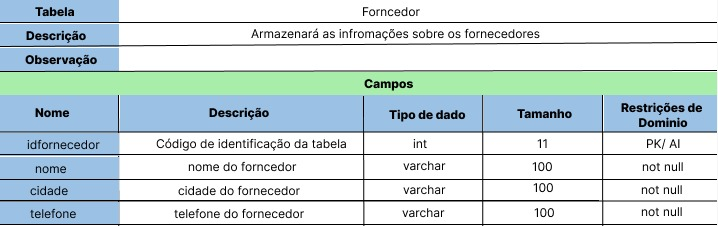 Tabela Forncedor
Descrição Armazenará as infromações sobre os fornecedores
Observação
Campos
Nome Descrição Tipo de dado Tamanho Restrições de Dominio
idfornecedor Código de identificação da tabela int 11 PK/ AI
nome nome do forncedor varchar 100 not null
cidade cidade do fornecedor varchar 100 not null
telefone telefone do fornecedor varchar 100 not null